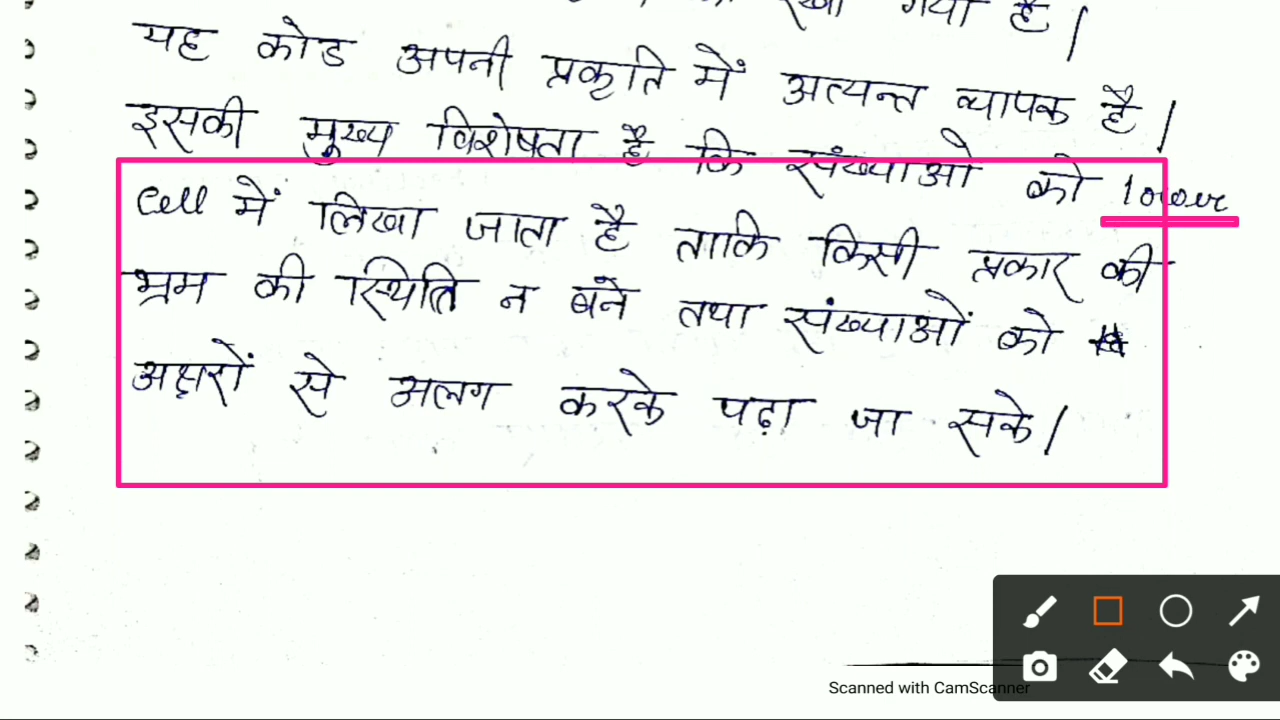 गया है।
यह कोड अपनी प्रकृति में अत्यन्त व्यापक है।
इसकी मुख्य विशेषता है कि संख्याओं को lower
Cell में लिखा जाता है ताकि किसी प्रकार की
भ्रम की स्थिति न बने तथा संख्याओं को
अक्षरों से अलग करके पढ़ा जा सके।
Scanned with CamScanner